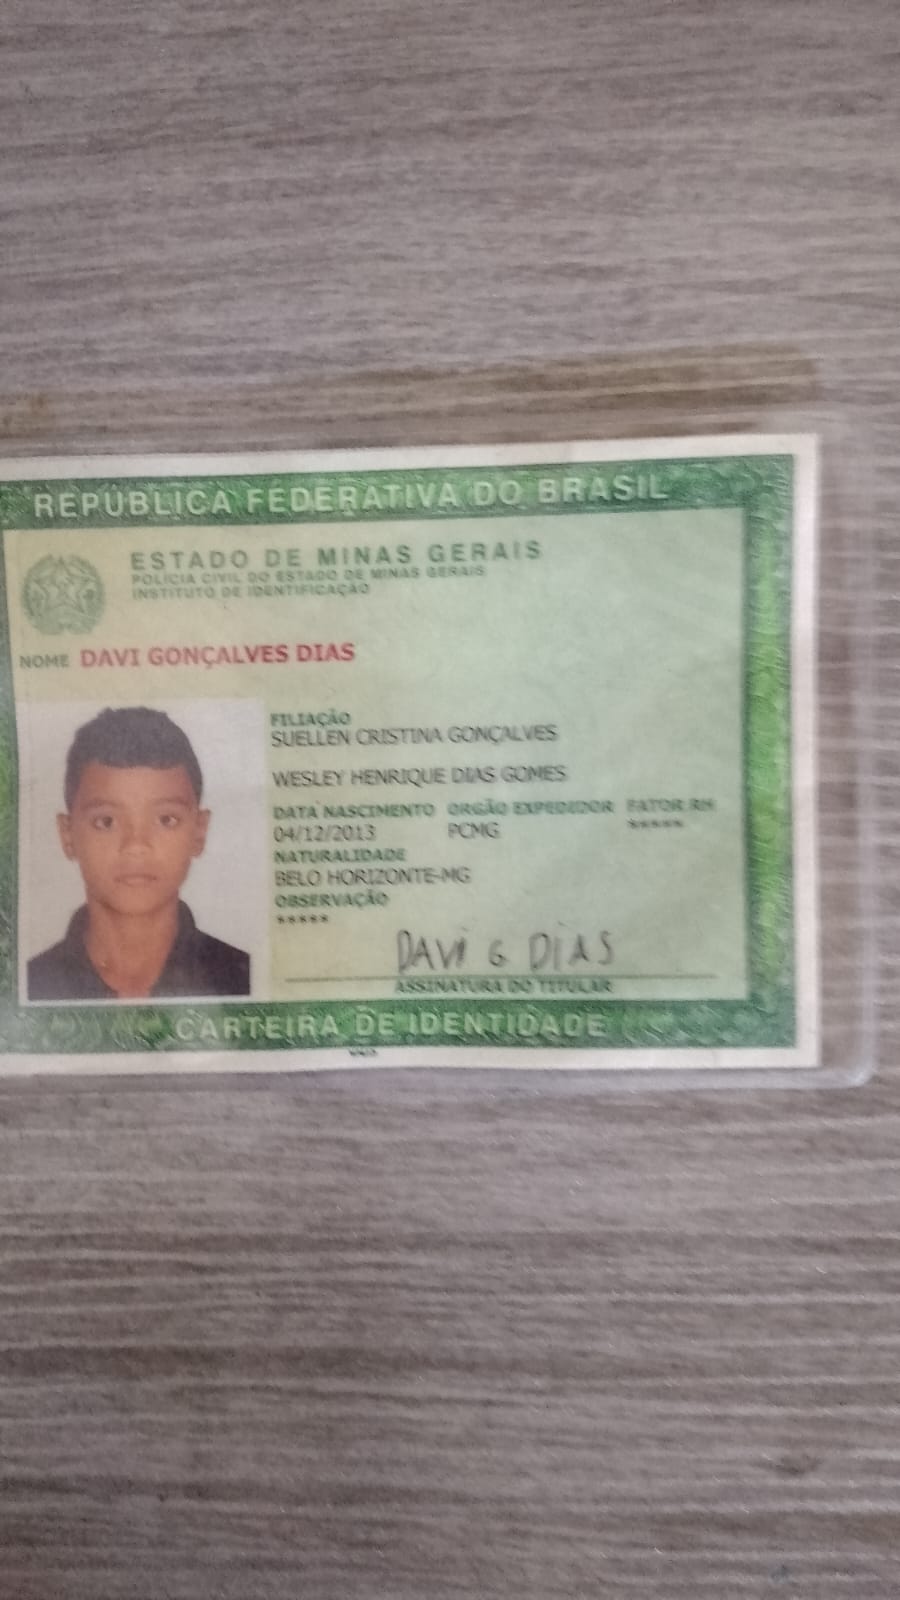 REPÚBLICA FEDERATIVA DO BRASIL
ESTADO DE MINAS GERAIS
POLÍCIA CIVIL DO ESTADO DE MINAS GERAIS
INSTITUTO DE IDENTIFICAÇÃO
NOME DAVI GONÇALVES DIAS
FILIAÇÃO
SUELLEN CRISTINA GONÇALVES
WESLEY HENRIQUE DIAS GOMES
DATA NASCIMENTO ORGÃO EXPEDIDOR FATOR RH
04/12/2013 PCMG *****
NATURALIDADE
BELO HORIZONTE-MG
OBSERVAÇÃO
*****
DAVI G DIAS
ASSINATURA DO TITULAR
CARTEIRA DE IDENTIDADE